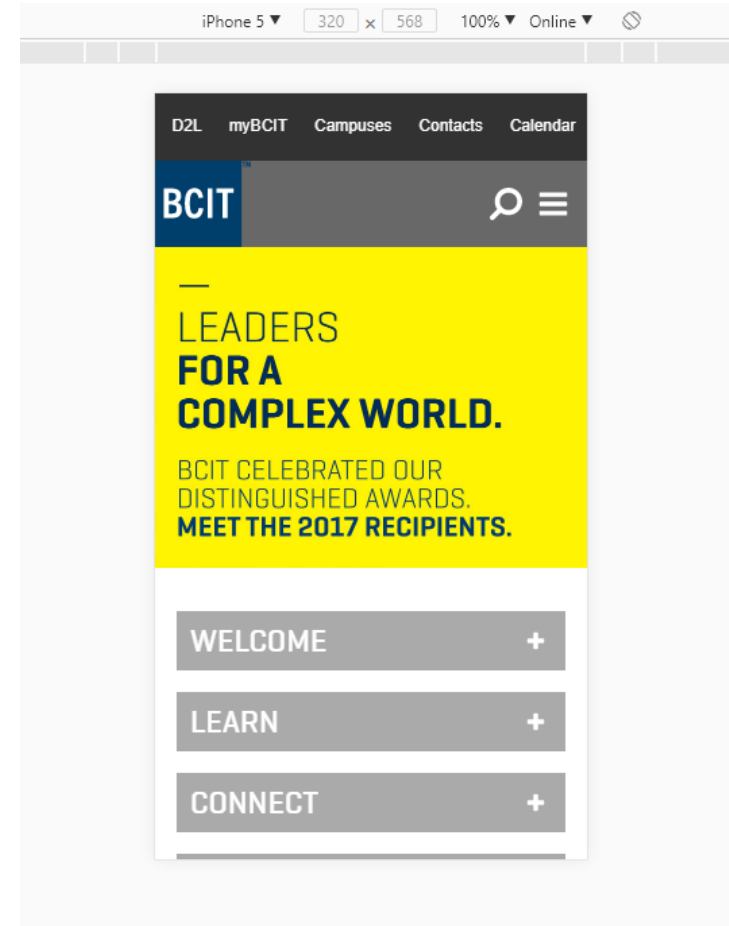 iPhone 5 ▼ 320 x 568 100% ▼ Online ▼
D2L myBCIT Campuses Contacts Calendar
BCIT™
LEADERS
FOR A
COMPLEX WORLD.
BCIT CELEBRATED OUR
DISTINGUISHED AWARDS.
MEET THE 2017 RECIPIENTS.
WELCOME +
LEARN +
CONNECT +